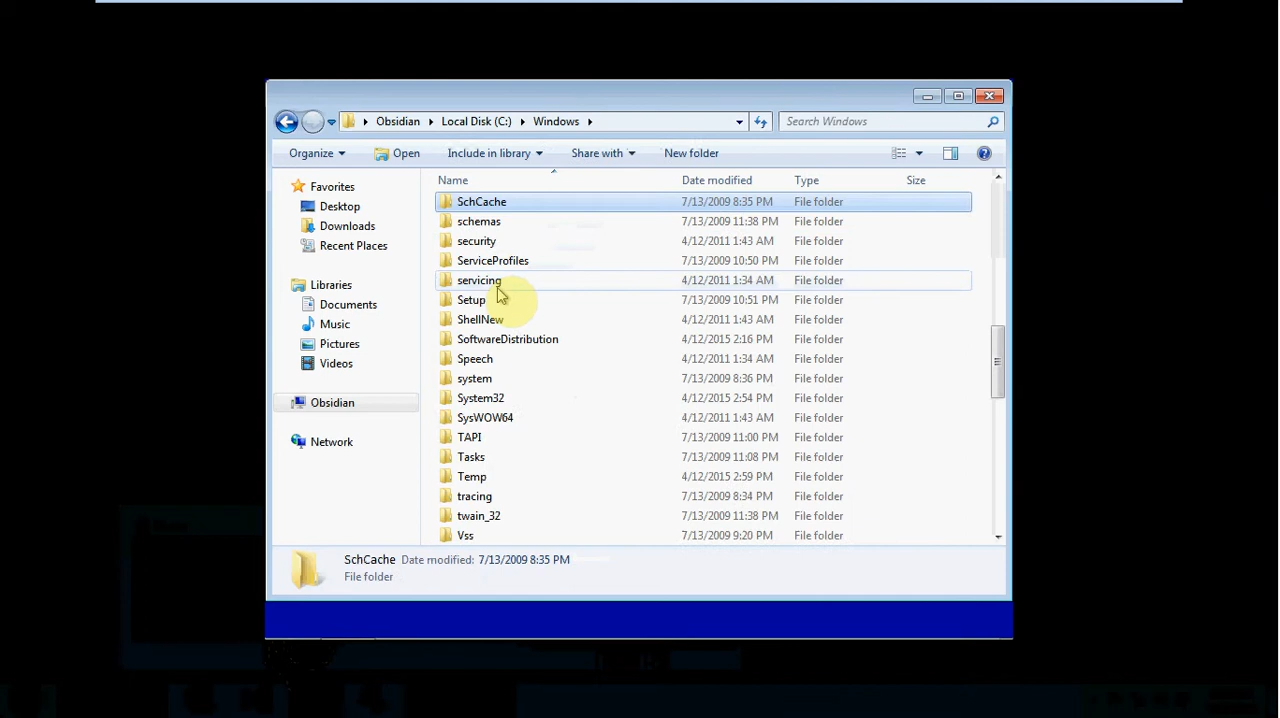 Obsidian Local Disk (C:) Windows
Search Windows
Organize Open Include in library Share with New folder
Name Date modified Type Size
Favorites
Desktop
Downloads
Recent Places
Libraries
Documents
Music
Pictures
Videos
Obsidian
Network
SchCache 7/13/2009 8:35 PM File folder
schemas 7/13/2009 11:38 PM File folder
security 4/12/2011 1:43 AM File folder
ServiceProfiles 7/13/2009 10:50 PM File folder
servicing 4/12/2011 1:34 AM File folder
Setup 7/13/2009 10:51 PM File folder
ShellNew 4/12/2011 1:43 AM File folder
SoftwareDistribution 4/12/2015 2:16 PM File folder
Speech 4/12/2011 1:34 AM File folder
system 7/13/2009 8:36 PM File folder
System32 4/12/2015 2:54 PM File folder
SysWOW64 4/12/2011 1:43 AM File folder
TAPI 7/13/2009 11:00 PM File folder
Tasks 7/13/2009 11:08 PM File folder
Temp 4/12/2015 2:59 PM File folder
tracing 7/13/2009 8:34 PM File folder
twain_32 7/13/2009 11:38 PM File folder
Vss 7/13/2009 9:20 PM File folder
SchCache Date modified: 7/13/2009 8:35 PM
File folder